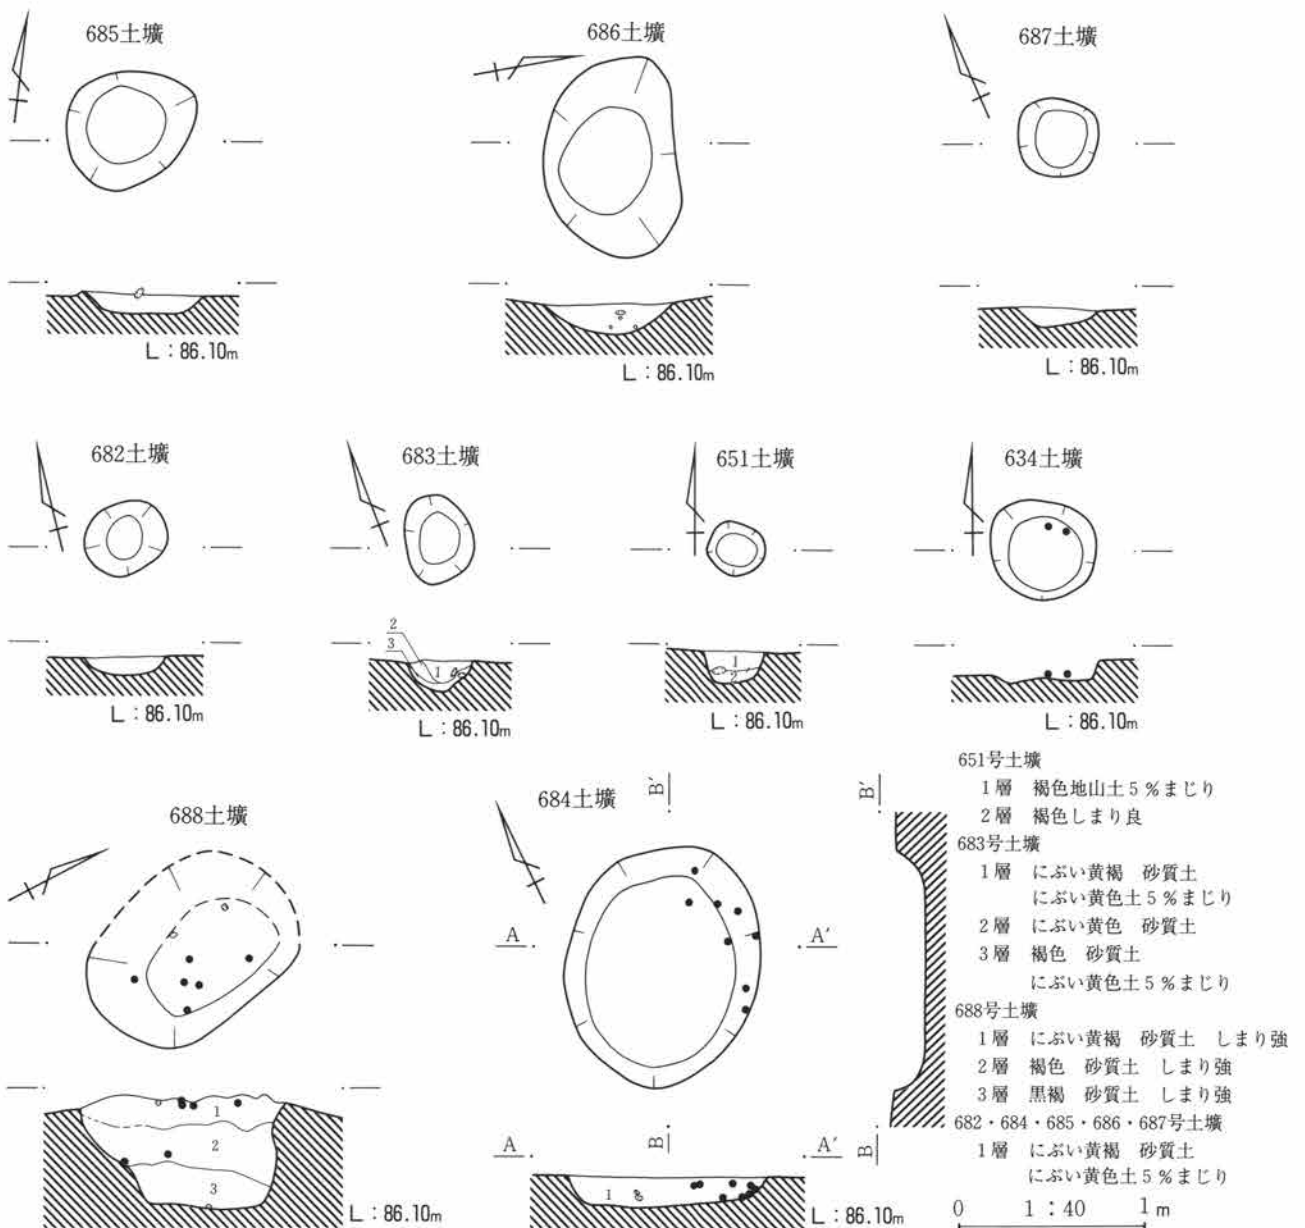 685土壙
686土壙
687土壙
L：86.10m
L：86.10m
L：86.10m
682土壙
683土壙
651土壙
634土壙
2
3
1
1
2
L：86.10m
L：86.10m
L：86.10m
L：86.10m
688土壙
684土壙
B′
B′
A
A′
1
2
3
L：86.10m
A
B
A′
B
1
L：86.10m
651号土壙
1層 褐色地山土5％まじり
2層 褐色しまり良
683号土壙
1層 にぶい黄褐 砂質土
にぶい黄色土5％まじり
2層 にぶい黄色 砂質土
3層 褐色 砂質土
にぶい黄色土5％まじり
688号土壙
1層 にぶい黄褐 砂質土 しまり強
2層 褐色 砂質土 しまり強
3層 黒褐 砂質土 しまり強
682・684・685・686・687号土壙
1層 にぶい黄褐 砂質土
にぶい黄色土5％まじり
0 1：40 1m